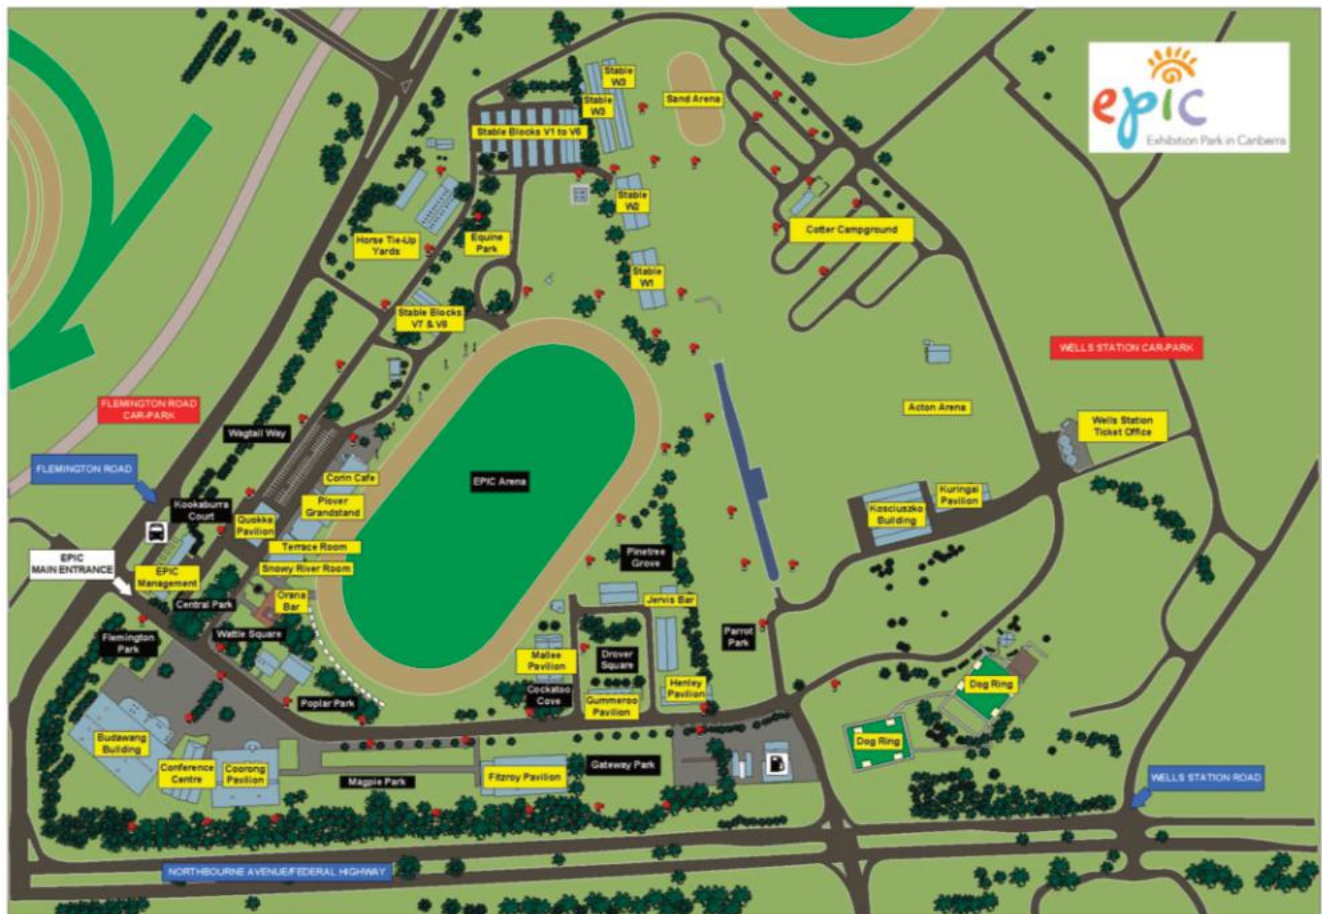 epic
Exhibition Park in Canberra
Stable
W3
Stable
W3
Sand Arena
Stable Blocks V1 to V6
Stable
W2
Cotter Campground
Horse Tie-Up
Yards
Equine
Park
Stable
W1
Stable Blocks
V7 & V8
WELLS STATION CAR-PARK
FLEMINGTON ROAD
CAR-PARK
Acton Arena
Wells Station
Ticket Office
Wagtail Way
FLEMINGTON ROAD
Corin Cafe
EPIC Arena
Plover
Grandstand
Kuringai
Pavilion
Kookaburra
Court
Kosciuszko
Building
Quokka
Pavilion
Terrace Room
Pinetree
Grove
EPIC
MAIN ENTRANCE
Snowy River Room
EPIC
Management
Orana
Bar
Jervis Bar
Central Park
Flemington
Park
Wattle Square
Parrot
Park
Mallee
Pavilion
Drover
Square
Dog Ring
Henley
Pavilion
Cockatoo
Cove
Gummeroo
Pavilion
Poplar Park
Budawang
Building
Dog Ring
Conference
Centre
Coorong
Pavilion
Magpie Park
Fitzroy Pavilion
Gateway Park
WELLS STATION ROAD
NORTHBOURNE AVENUE/FEDERAL HIGHWAY